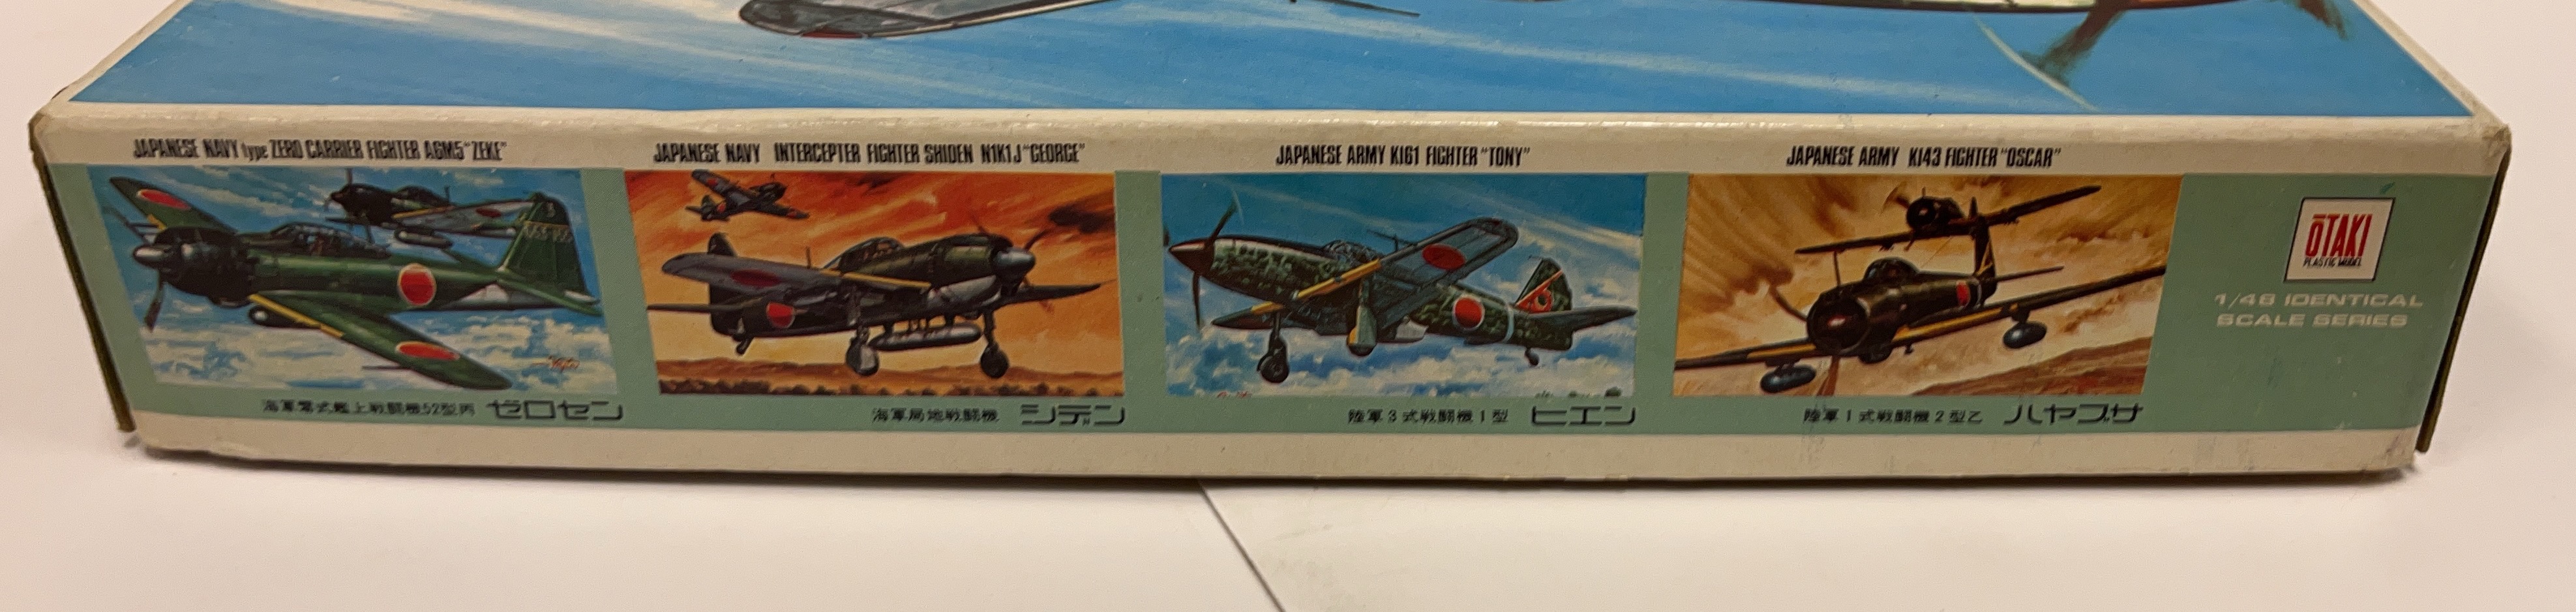 JAPANESE NAVY type ZERO CARRIER FIGHTER A6M5 "ZEKE"
海軍零式艦上戦闘機52型丙 ゼロセン
JAPANESE NAVY INTERCEPTER FIGHTER SHIDEN N1K1J "GEORGE"
海軍局地戦闘機 シデン
JAPANESE ARMY KI61 FIGHTER "TONY"
陸軍3式戦闘機1型 ヒエン
JAPANESE ARMY KI43 FIGHTER "OSCAR"
陸軍1式戦闘機2型乙 ハヤブサ
ŌTAKI
PLASTIC MODEL
1/48 IDENTICAL
SCALE SERIES